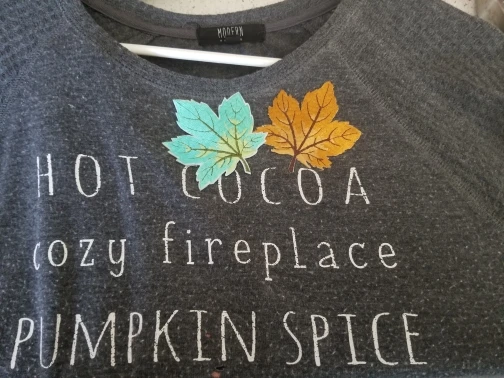 MODERN
HOT COCOA
cozy fireplace
PUMPKIN SPICE